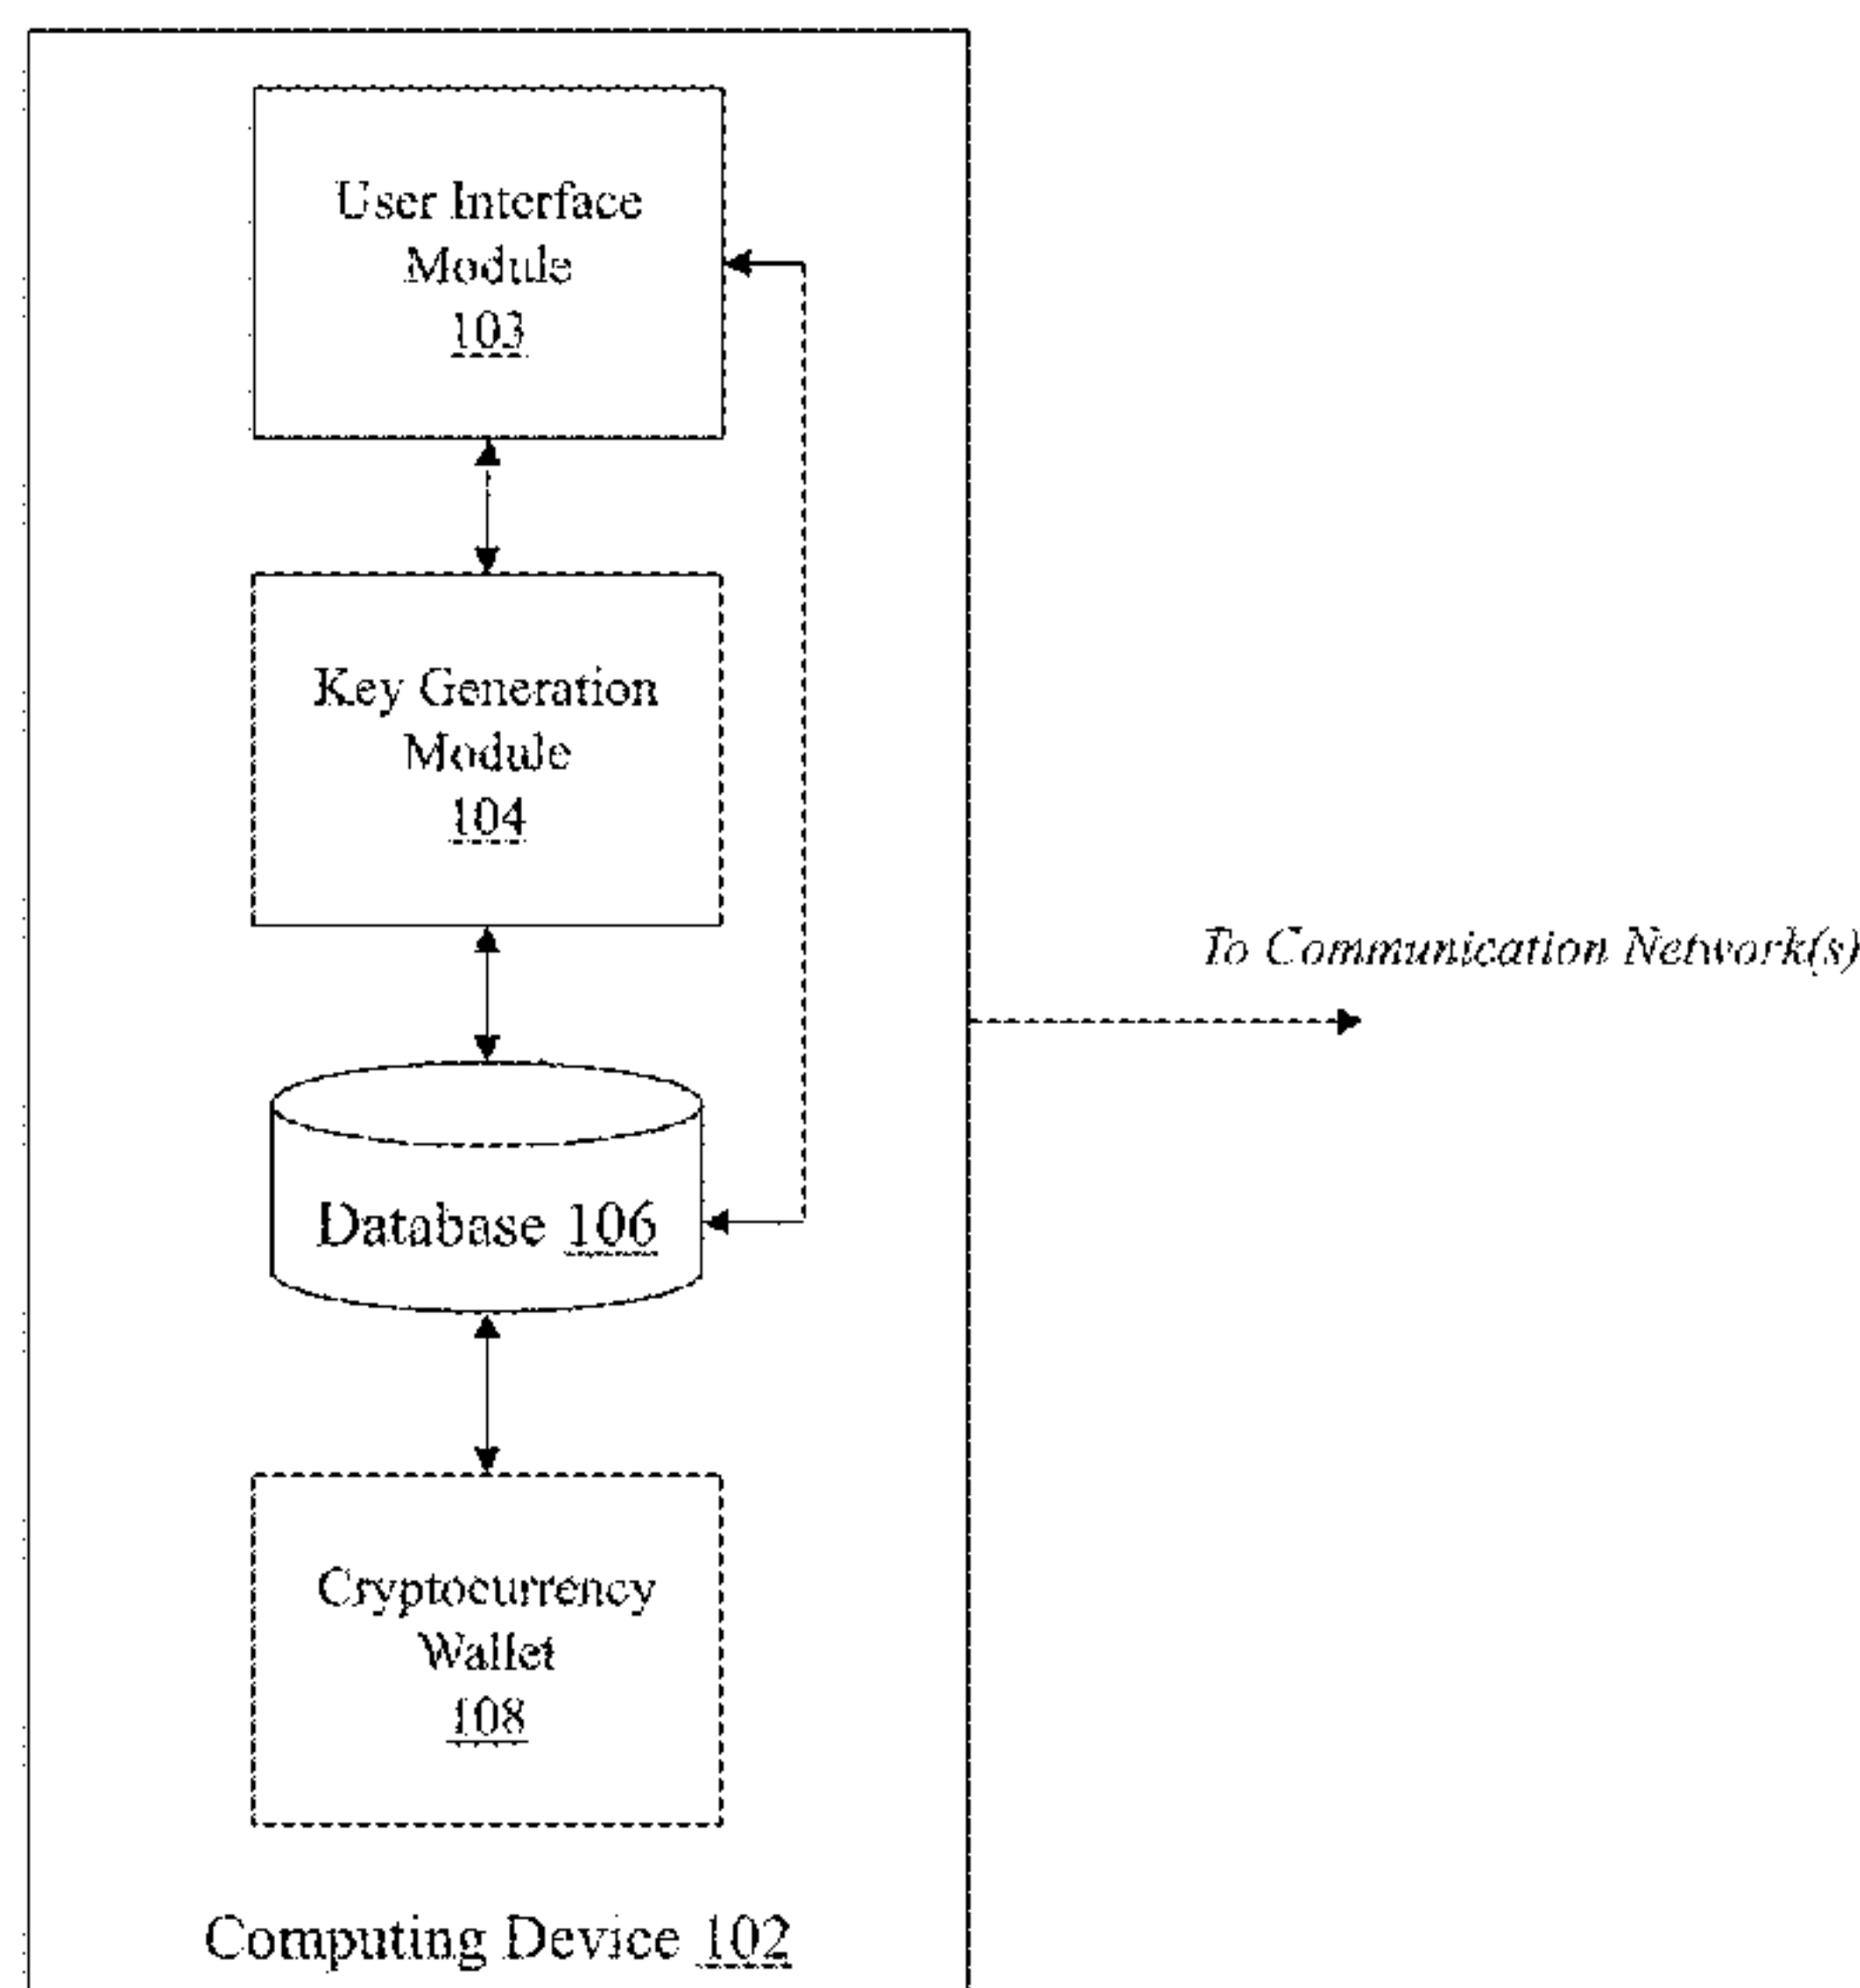 User Interface
Module
103
Key Generation
Module
104
To Communication Network(s)
Database 106
Cryptocurrency
Wallet
108
Computing Device 102